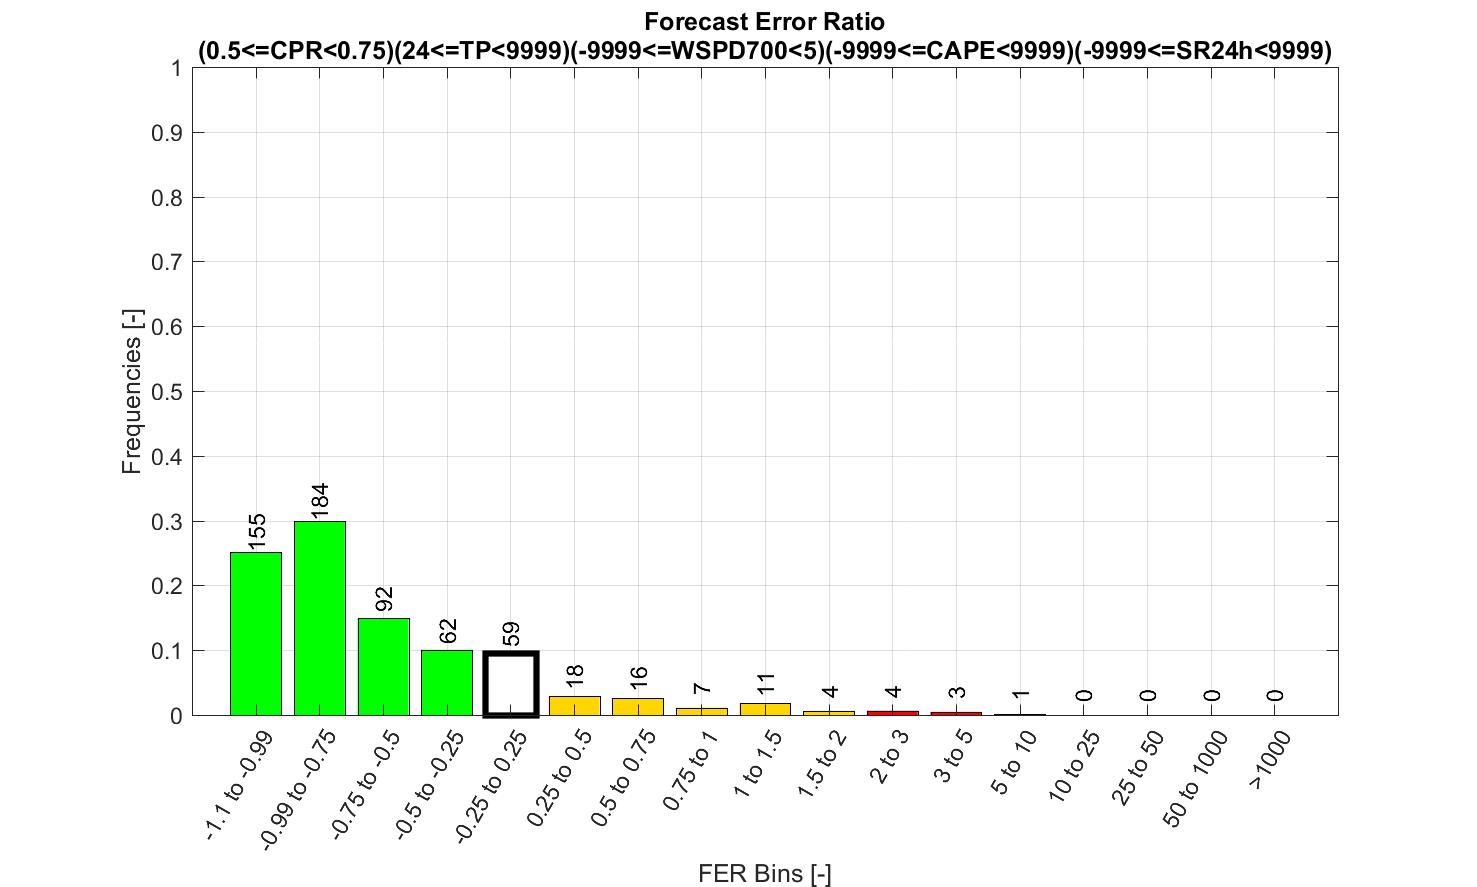 Forecast Error Ratio
(0.5<=CPR<0.75)(24<=TP<9999)(-9999<=WSPD700<5)(-9999<=CAPE<9999)(-9999<=SR24h<9999)
1
0.9
0.8
0.7
0.6
0.5
0.4
0.3
0.2
0.1
0
Frequencies [-]
155
184
92
62
59
18
16
7
11
4
4
3
1
0
0
0
0
-1.1 to -0.99
-0.99 to -0.75
-0.75 to -0.5
-0.5 to -0.25
-0.25 to 0.25
0.25 to 0.5
0.5 to 0.75
0.75 to 1
1 to 1.5
1.5 to 2
2 to 3
3 to 5
5 to 10
10 to 25
25 to 50
50 to 1000
>1000
FER Bins [-]